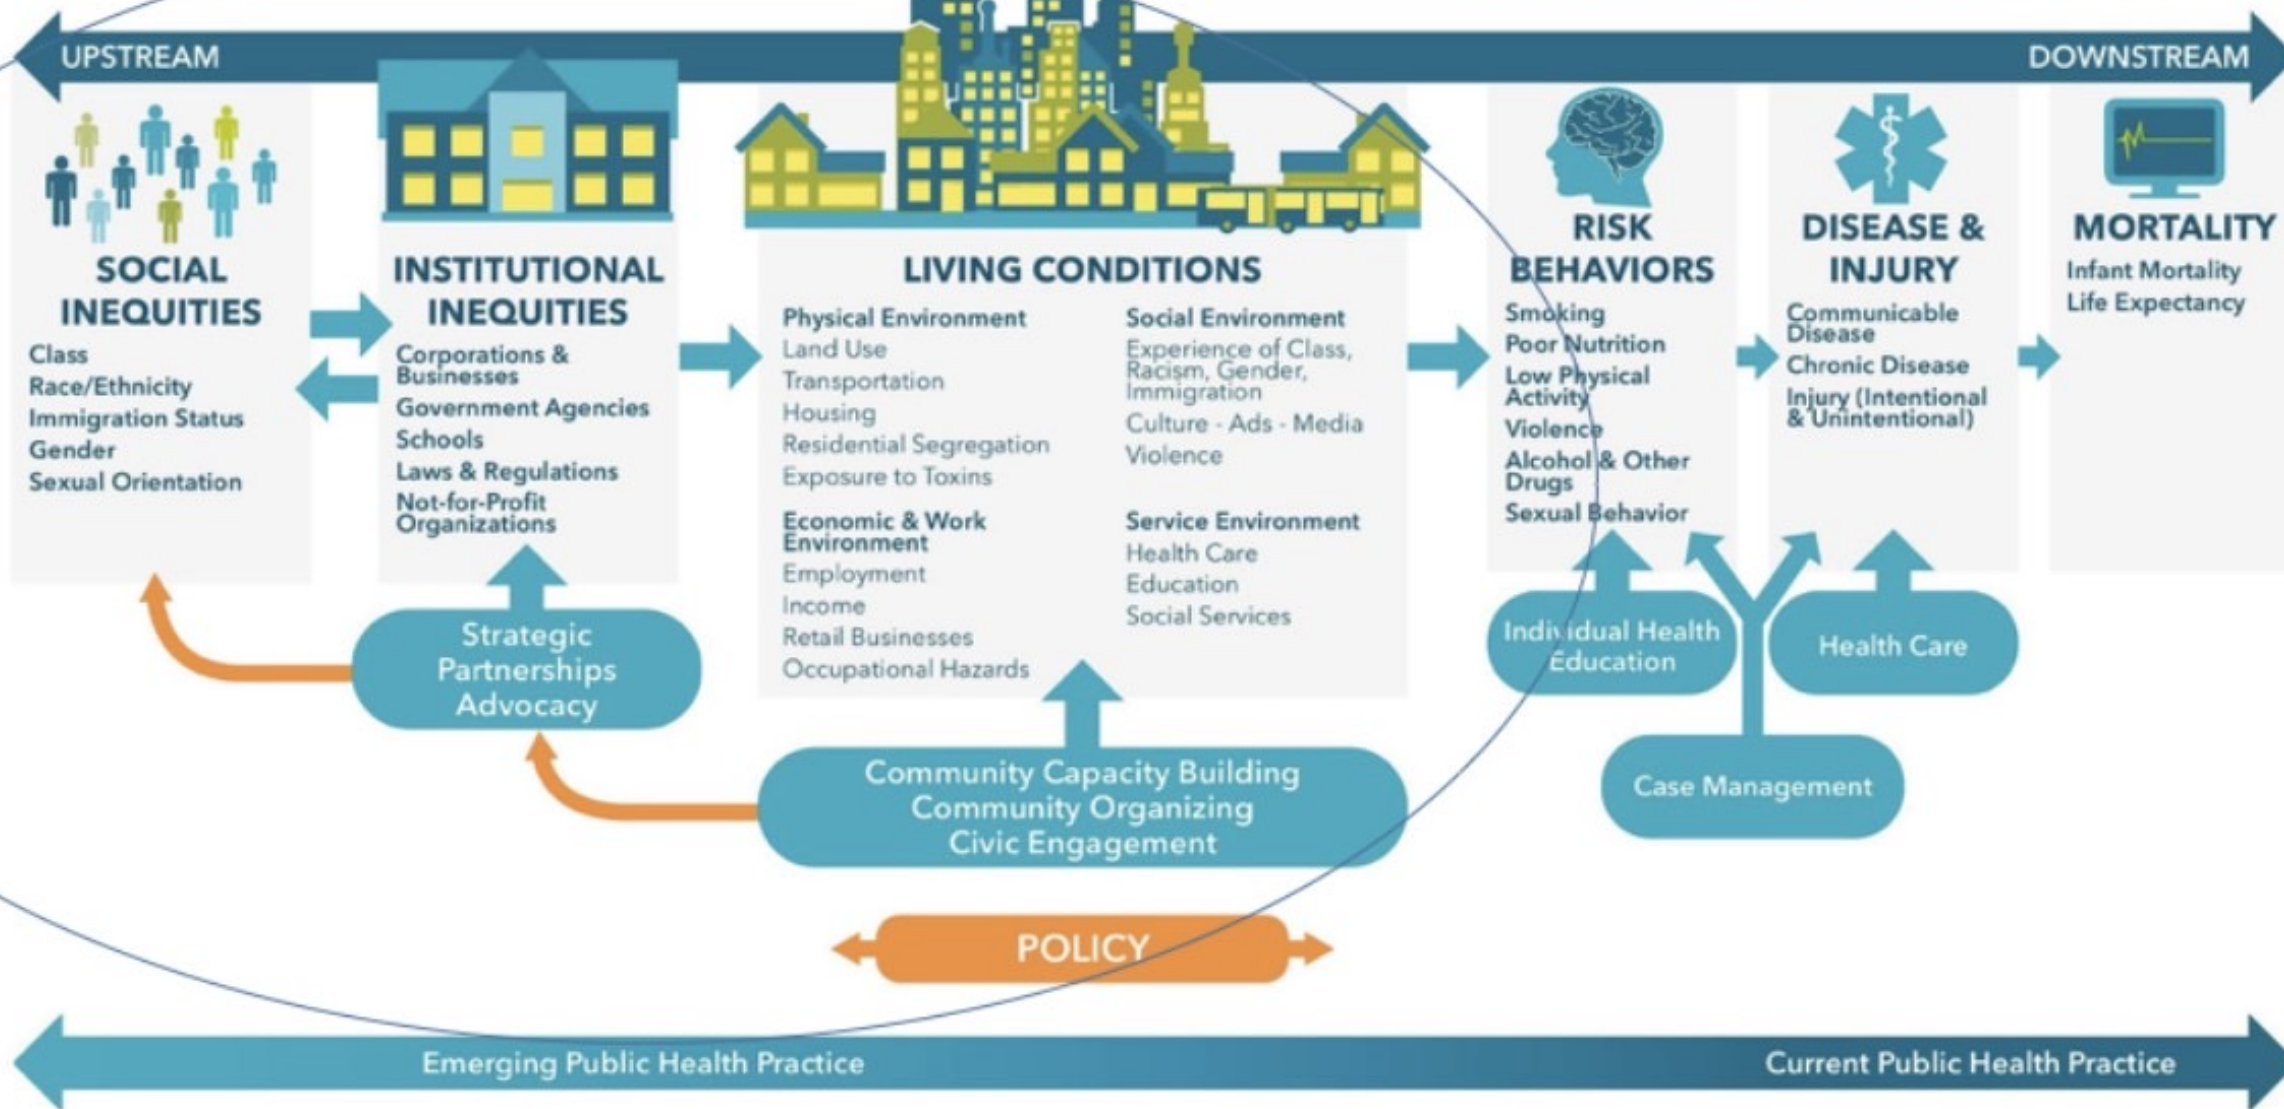 UPSTREAM
DOWNSTREAM
SOCIAL
INEQUITIES
Class
Race/Ethnicity
Immigration Status
Gender
Sexual Orientation
INSTITUTIONAL
INEQUITIES
Corporations &
Businesses
Government Agencies
Schools
Laws & Regulations
Not-for-Profit
Organizations
LIVING CONDITIONS
Physical Environment
Land Use
Transportation
Housing
Residential Segregation
Exposure to Toxins
Economic & Work
Environment
Employment
Income
Retail Businesses
Occupational Hazards
Social Environment
Experience of Class,
Racism, Gender,
Immigration
Culture - Ads - Media
Violence
Service Environment
Health Care
Education
Social Services
RISK
BEHAVIORS
Smoking
Poor Nutrition
Low Physical
Activity
Violence
Alcohol & Other
Drugs
Sexual Behavior
DISEASE &
INJURY
Communicable
Disease
Chronic Disease
Injury (Intentional
& Unintentional)
MORTALITY
Infant Mortality
Life Expectancy
Strategic
Partnerships
Advocacy
Community Capacity Building
Community Organizing
Civic Engagement
Individual Health
Education
Health Care
Case Management
POLICY
Emerging Public Health Practice
Current Public Health Practice